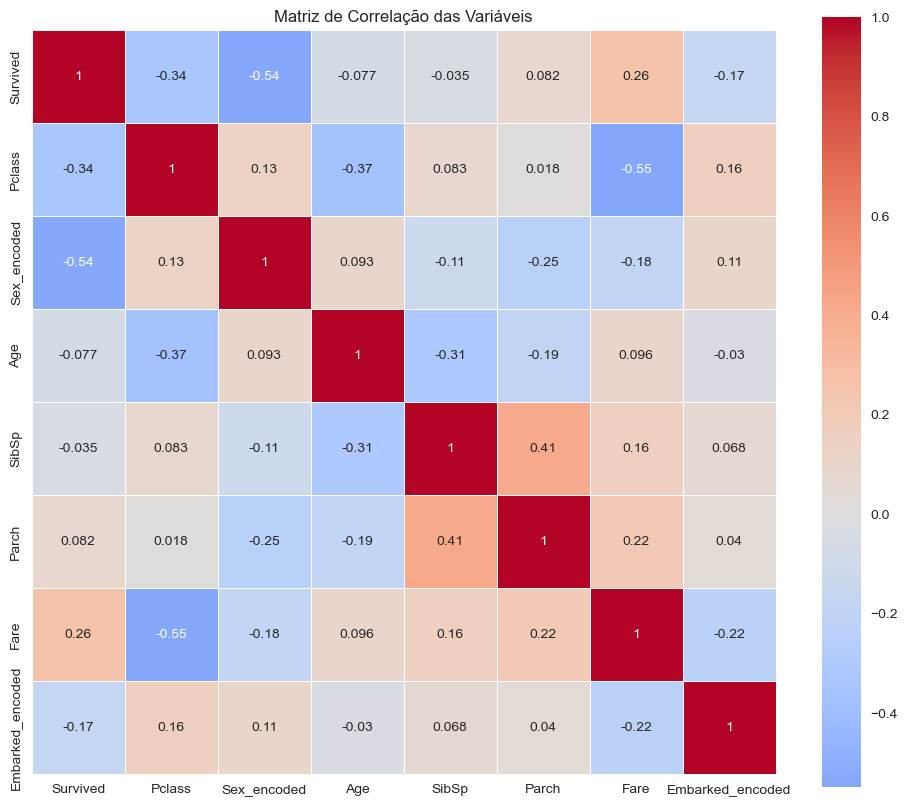 Matriz de Correlação das Variáveis
Survived 1 -0.34 -0.54 -0.077 -0.035 0.082 0.26 -0.17
Pclass -0.34 1 0.13 -0.37 0.083 0.018 -0.55 0.16
Sex_encoded -0.54 0.13 1 0.093 -0.11 -0.25 -0.18 0.11
Age -0.077 -0.37 0.093 1 -0.31 -0.19 0.096 -0.03
SibSp -0.035 0.083 -0.11 -0.31 1 0.41 0.16 0.068
Parch 0.082 0.018 -0.25 -0.19 0.41 1 0.22 0.04
Fare 0.26 -0.55 -0.18 0.096 0.16 0.22 1 -0.22
Embarked_encoded -0.17 0.16 0.11 -0.03 0.068 0.04 -0.22 1
Survived Pclass Sex_encoded Age SibSp Parch Fare Embarked_encoded
1.0
0.8
0.6
0.4
0.2
0.0
−0.2
−0.4